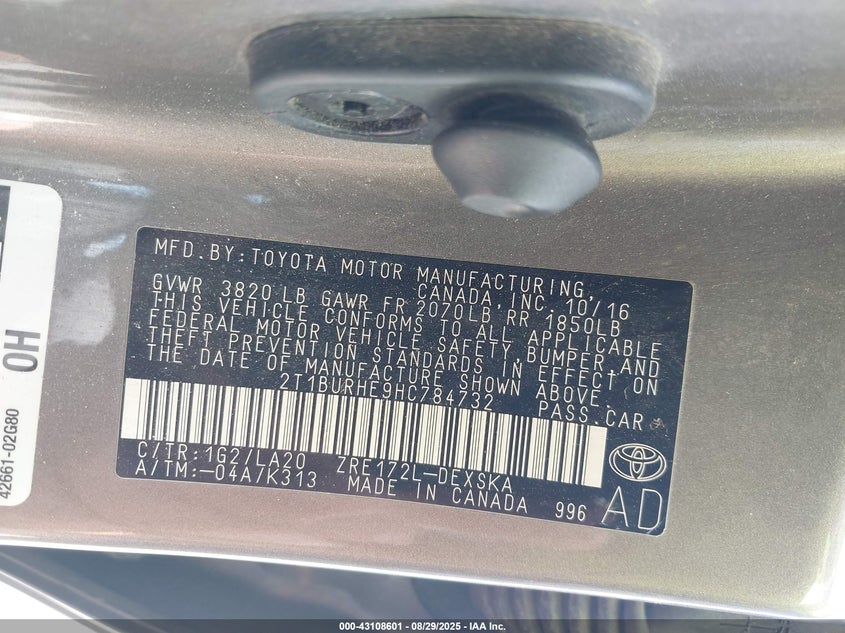 MFD. BY: TOYOTA MOTOR MANUFACTURING,
CANADA, INC. 10/16
GVWR 3820 LB GAWR FR 2070LB RR 1850LB
THIS VEHICLE CONFORMS TO ALL APPLICABLE
FEDERAL MOTOR VEHICLE SAFETY, BUMPER, AND
THEFT PREVENTION STANDARDS IN EFFECT ON
THE DATE OF MANUFACTURE SHOWN ABOVE.
2T1BURHE9HC784732 PASS.CAR
C/TR: 1G2/LA20 ZRE172L-DEXSKA
A/TM: -04A/K313 MADE IN CANADA 996
AD
42661-02G80
OH
000-43108601 - 08/29/2025 - IAA Inc.